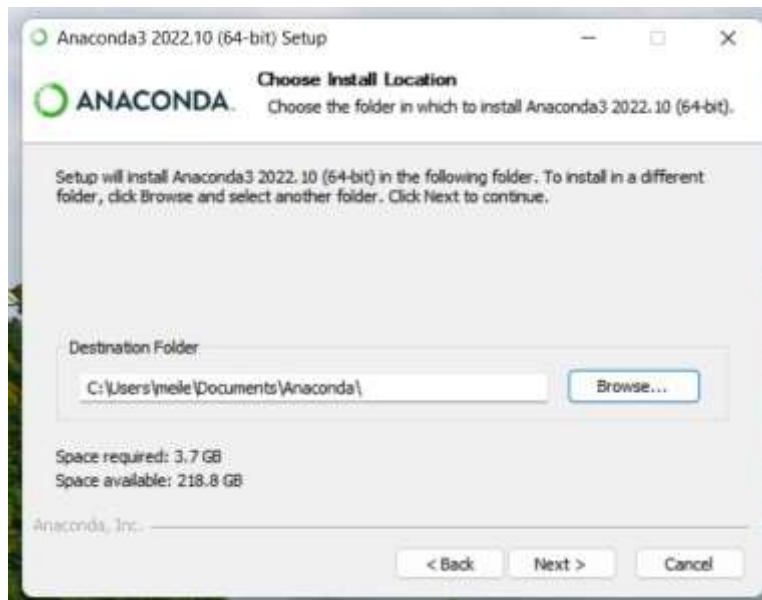 Anaconda3 2022.10 (64-bit) Setup
ANACONDA.
Choose Install Location
Choose the folder in which to install Anaconda3 2022.10 (64-bit).
Setup will install Anaconda3 2022.10 (64-bit) in the following folder. To install in a different
folder, click Browse and select another folder. Click Next to continue.
Destination Folder
C:\Users\meile\Documents\Anaconda\
Browse...
Space required: 3.7 GB
Space available: 218.8 GB
Anaconda, Inc.
< Back
Next >
Cancel